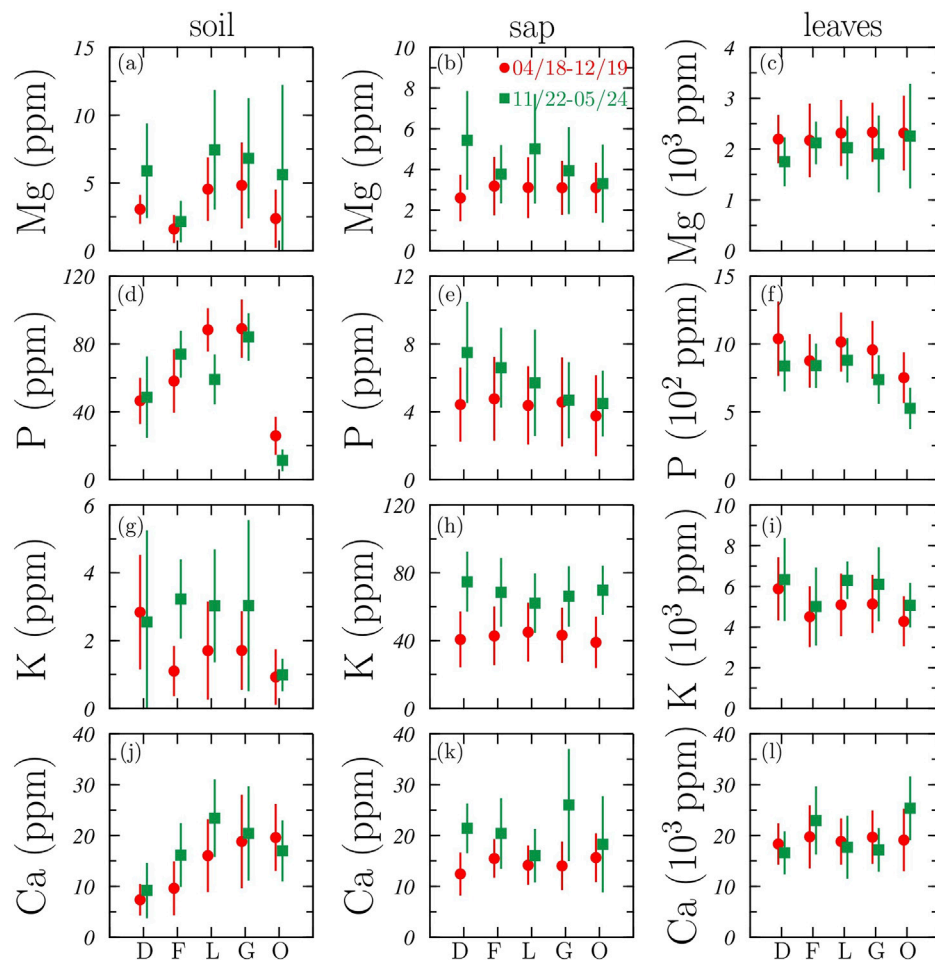 soil sap leaves
(a) (b) (c)
04/18-12/19
11/22-05/24
Mg (ppm) Mg (ppm) Mg (10³ ppm)
15 10 5 0
10 8 6 4 2 0
4 3 2 1 0
(d) (e) (f)
P (ppm) P (ppm) P (10² ppm)
120 80 40 0
12 8 4 0
15 10 5 0
(g) (h) (i)
K (ppm) K (ppm) K (10³ ppm)
6 4 2 0
120 80 40 0
10 8 6 4 2 0
(j) (k) (l)
Ca (ppm) Ca (ppm) Ca (10³ ppm)
40 30 20 10 0
40 30 20 10 0
40 30 20 10 0
D F L G O D F L G O D F L G O